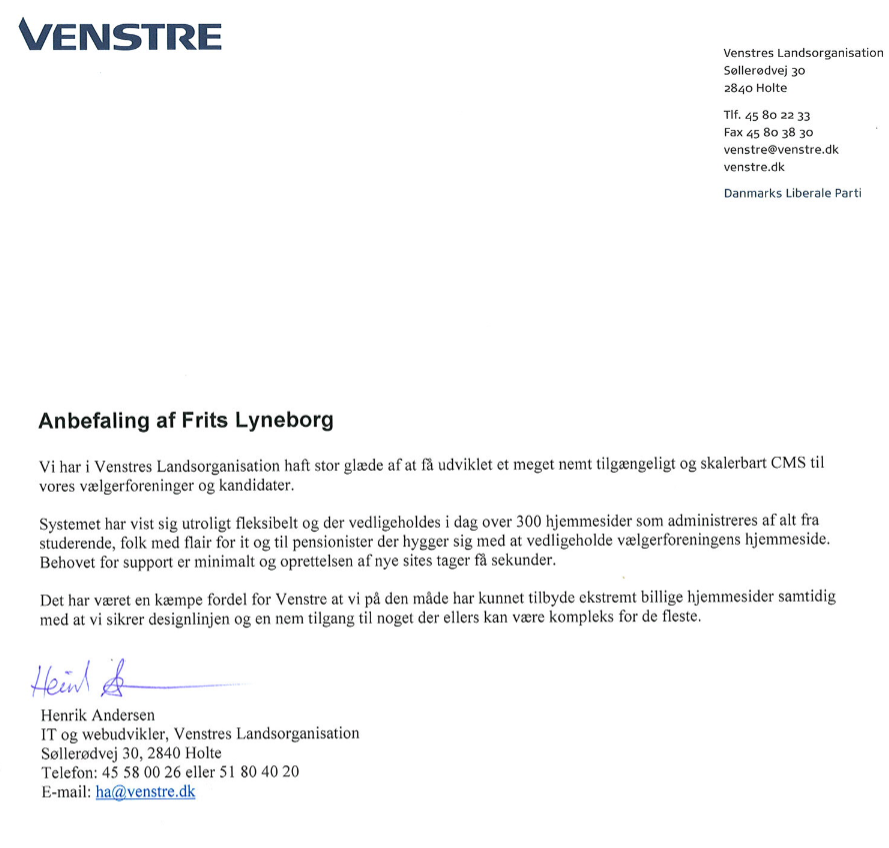 VENSTRE
Venstres Landsorganisation
Søllerødvej 30
2840 Holte
Tlf. 45 80 22 33
Fax 45 80 38 30
venstre@venstre.dk
venstre.dk
Danmarks Liberale Parti
Anbefaling af Frits Lyneborg
Vi har i Venstres Landsorganisation haft stor glæde af at få udviklet et meget nemt tilgængeligt og skalerbart CMS til
vores vælgerforeninger og kandidater.
Systemet har vist sig utroligt fleksibelt og der vedligeholdes i dag over 300 hjemmesider som administreres af alt fra
studerende, folk med flair for it og til pensionister der hygger sig med at vedligeholde vælgerforeningens hjemmeside.
Behovet for support er minimalt og oprettelsen af nye sites tager få sekunder.
Det har været en kæmpe fordel for Venstre at vi på den måde har kunnet tilbyde ekstremt billige hjemmesider samtidig
med at vi sikrer designlinjen og en nem tilgang til noget der ellers kan være kompleks for de fleste.
Henrik Andersen
IT og webudvikler, Venstres Landsorganisation
Søllerødvej 30, 2840 Holte
Telefon: 45 58 00 26 eller 51 80 40 20
E-mail: ha@venstre.dk